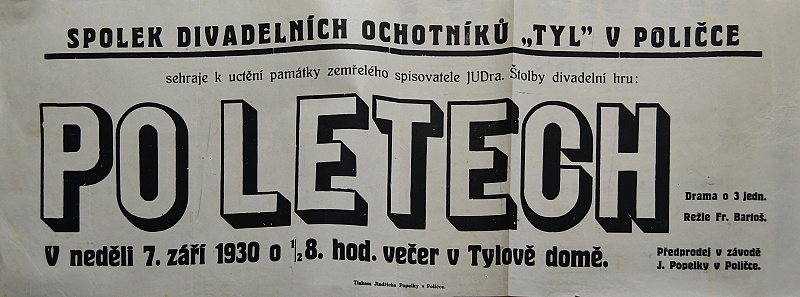 SPOLEK DIVADELNÍCH OCHOTNÍKŮ „TYL” V POLIČCE
sehraje k uctění památky zemřelého spisovatele JUDra. Štolby divadelní hru:
PO LETECH
Drama o 3 jedn.
Režie Fr. Bartoš.
V neděli 7. září 1930 o 1/2 8. hod. večer v Tylově domě.
Předprodej v závodě
J. Popelky v Poličce.
Tiskem Jindřicha Popelky v Poličce.